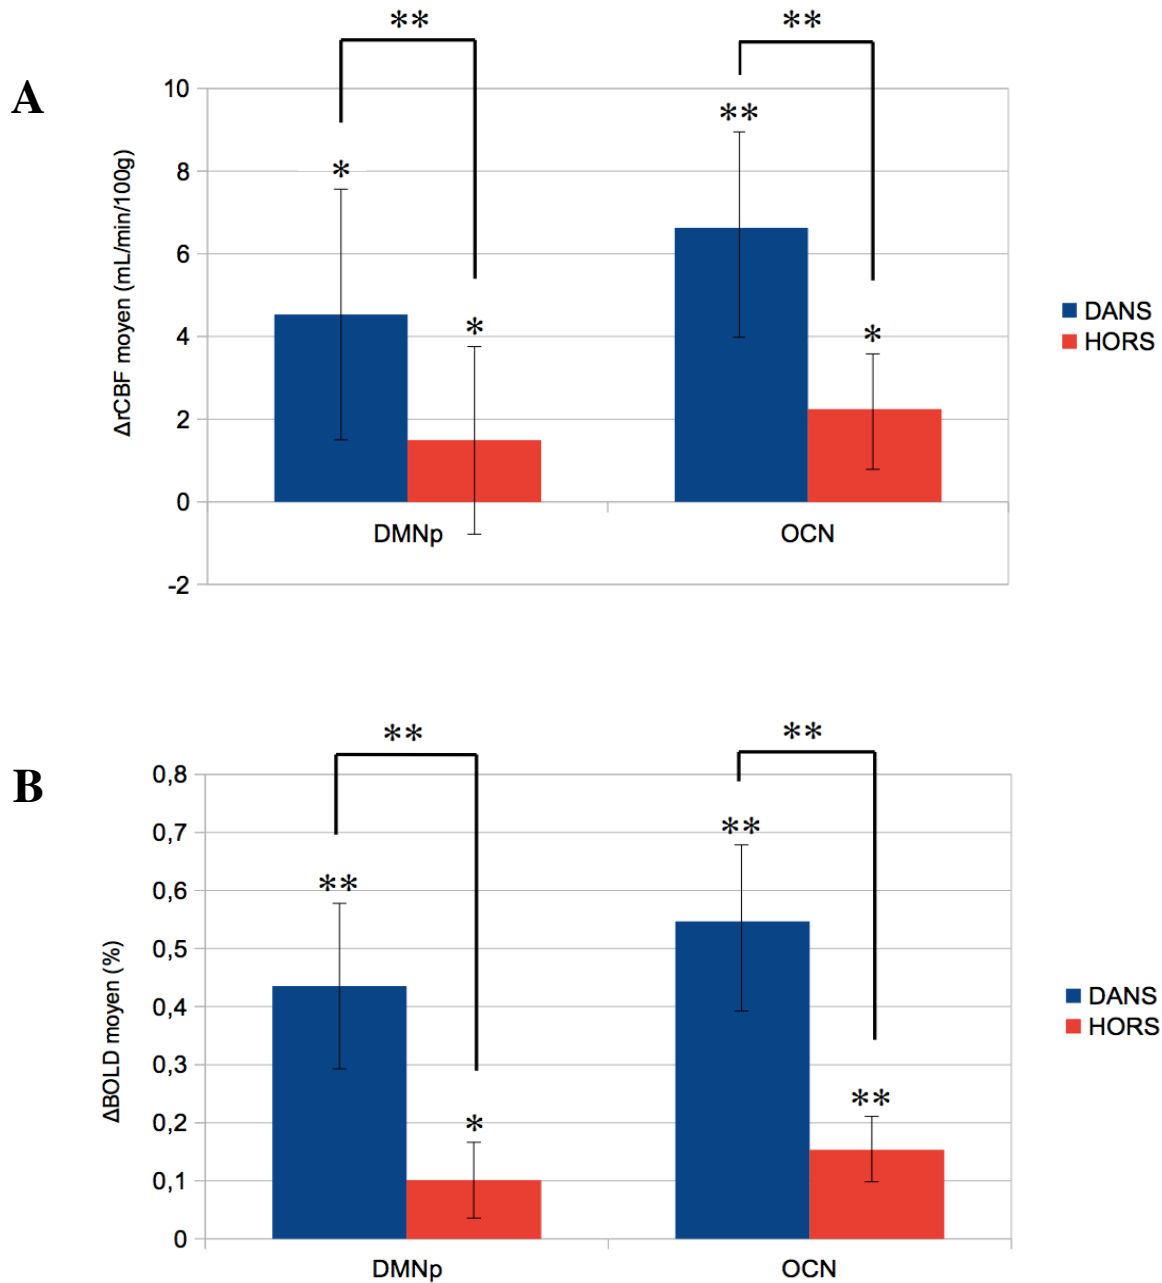 A
**
**
10
8
6
4
2
0
-2
ΔrCBF moyen (mL/min/100g)
*
*
**
*
DMNp
OCN
DANS
HORS
B
**
**
0,8
0,7
0,6
0,5
0,4
0,3
0,2
0,1
0
ΔBOLD moyen (%)
**
*
**
**
DMNp
OCN
DANS
HORS